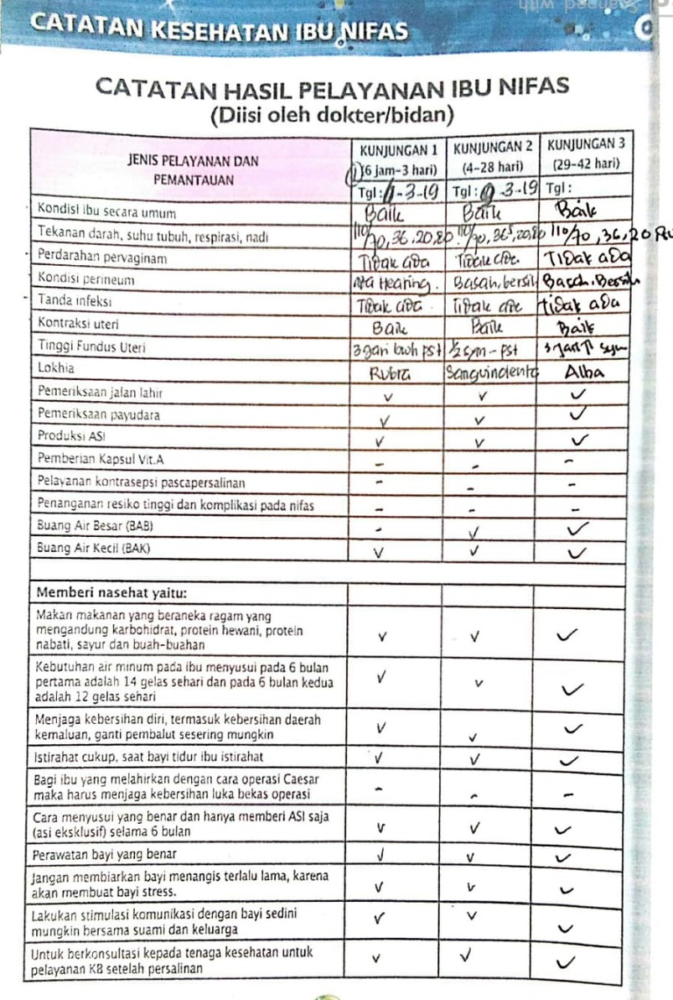 CATATAN KESEHATAN IBU NIFAS
CATATAN HASIL PELAYANAN IBU NIFAS
(Diisi oleh dokter/bidan)
JENIS PELAYANAN DAN PEMANTAUAN KUNJUNGAN 1 (6 jam-3 hari) KUNJUNGAN 2 (4-28 hari) KUNJUNGAN 3 (29-42 hari)
Tgl: -3-19 Tgl: -3-19 Tgl:
Kondisi ibu secara umum Baik Baik Baik
Tekanan darah, suhu tubuh, respirasi, nadi 110/70, 36, 20, 80 110/70, 36⁵, 20, 80 110/70, 36, 20
Perdarahan pervaginam Tidak ada Tidak ada Tidak ada
Kondisi perineum Hearing. Basah, bersih Basah, Bersih
Tanda infeksi Tidak ada Tidak ada tidak ada
Kontraksi uteri Baik Baik Baik
Tinggi Fundus Uteri 3 jari bwh pst ½ sym - pst 3 jari sym
Lokhia Rubra Sanguinolenta Alba
Pemeriksaan jalan lahir ✓ ✓ ✓
Pemeriksaan payudara ✓ ✓ ✓
Produksi ASI ✓ ✓ ✓
Pemberian Kapsul Vit.A - - -
Pelayanan kontrasepsi pascapersalinan - - -
Penanganan resiko tinggi dan komplikasi pada nifas - - -
Buang Air Besar (BAB) - ✓ ✓
Buang Air Kecil (BAK) ✓ ✓ ✓
Memberi nasehat yaitu:
Makan makanan yang beraneka ragam yang
mengandung karbohidrat, protein hewani, protein ✓ ✓ ✓
nabati, sayur dan buah-buahan
Kebutuhan air minum pada ibu menyusui pada 6 bulan
pertama adalah 14 gelas sehari dan pada 6 bulan kedua ✓ ✓ ✓
adalah 12 gelas sehari
Menjaga kebersihan diri, termasuk kebersihan daerah ✓ ✓ ✓
kemaluan, ganti pembalut sesering mungkin
Istirahat cukup, saat bayi tidur ibu istirahat ✓ ✓ ✓
Bagi ibu yang melahirkan dengan cara operasi Caesar - - -
maka harus menjaga kebersihan luka bekas operasi
Cara menyusui yang benar dan hanya memberi ASI saja ✓ ✓ ✓
(asi eksklusif) selama 6 bulan
Perawatan bayi yang benar ✓ ✓ ✓
Jangan membiarkan bayi menangis terlalu lama, karena ✓ ✓ ✓
akan membuat bayi stress.
Lakukan stimulasi komunikasi dengan bayi sedini ✓ ✓ ✓
mungkin bersama suami dan keluarga
Untuk berkonsultasi kepada tenaga kesehatan untuk ✓ ✓ ✓
pelayanan KB setelah persalinan